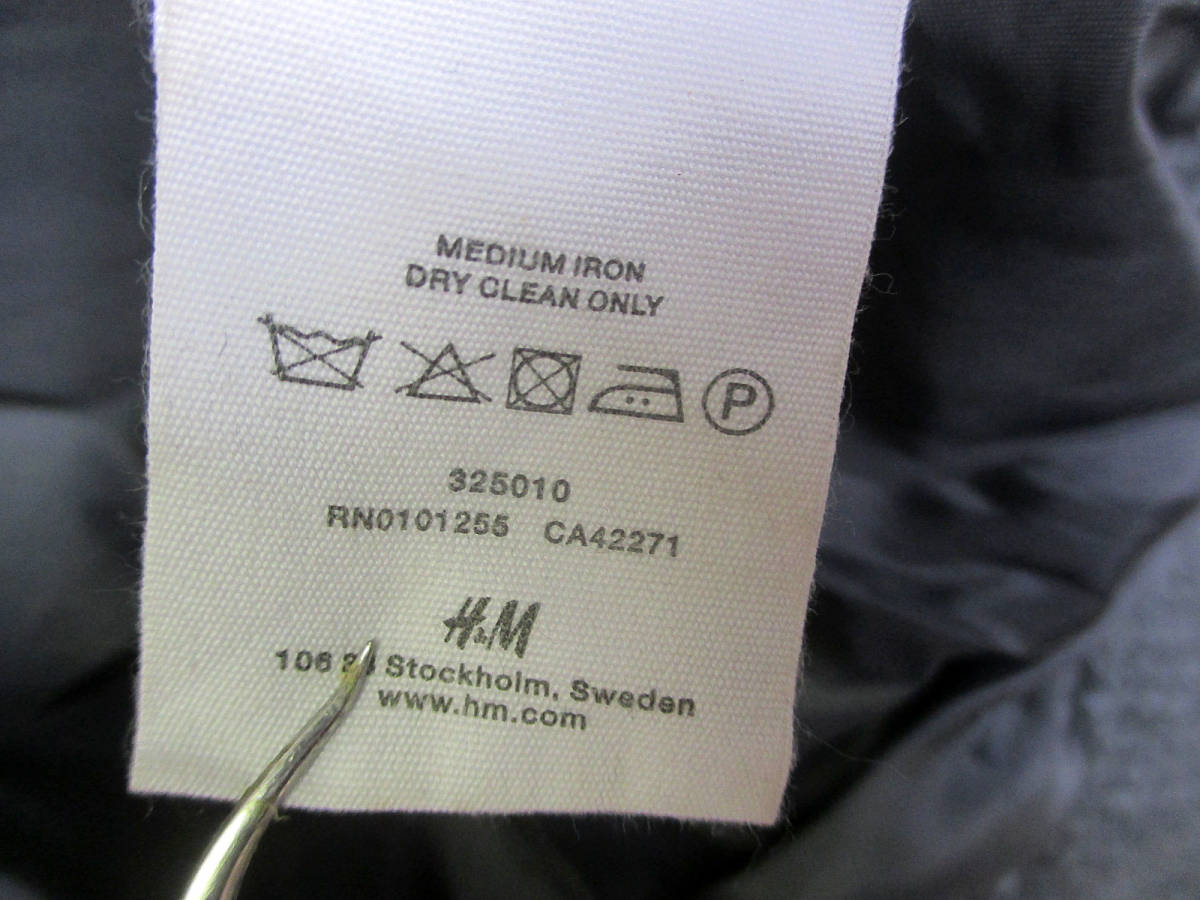 MEDIUM IRON
DRY CLEAN ONLY
P
325010
RN0101255 CA42271
H&M
106 Stockholm, Sweden
www.hm.com